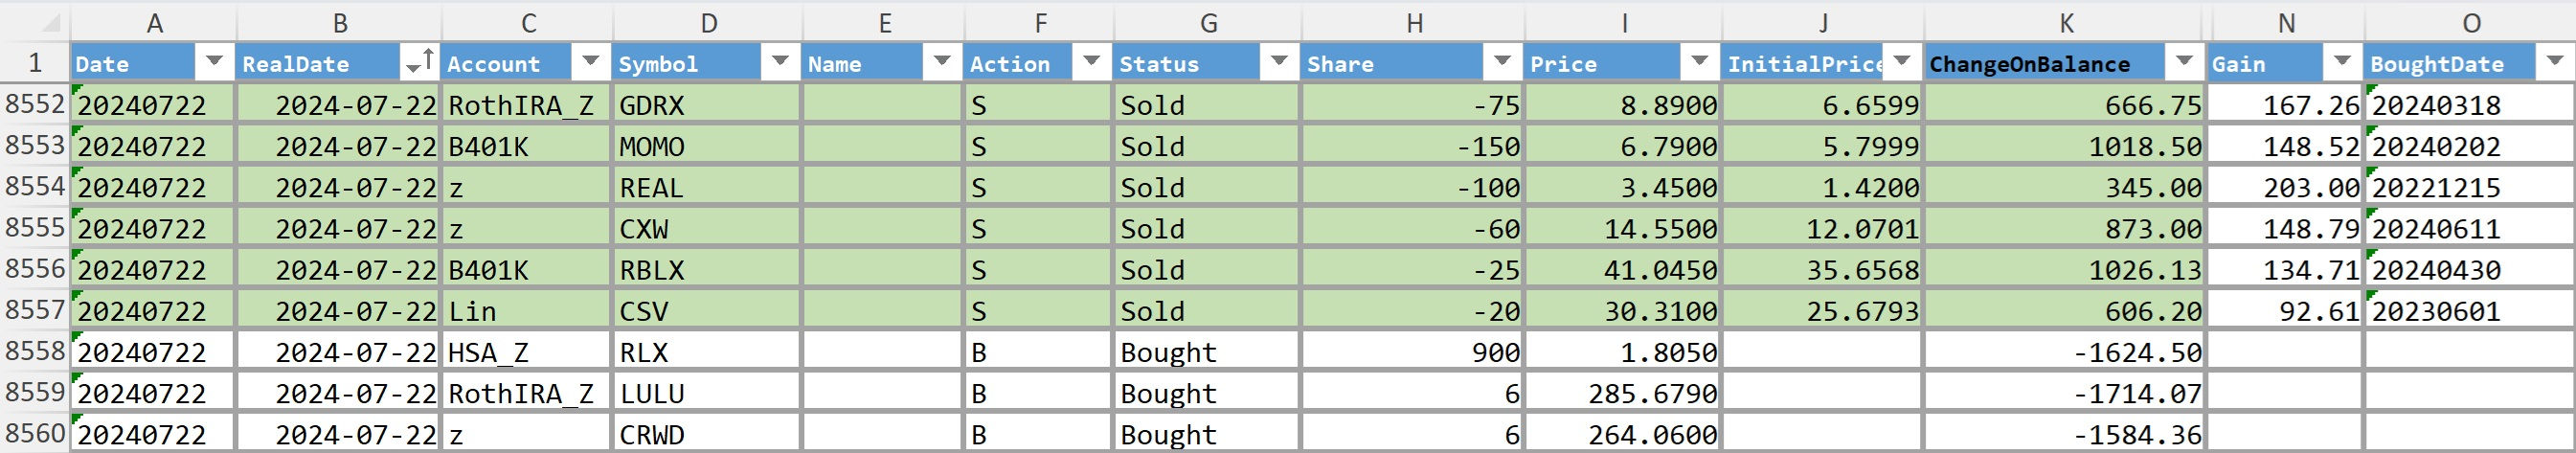 A B C D E F G H I J K N O
1 Date RealDate Account Symbol Name Action Status Share Price InitialPrice ChangeOnBalance Gain BoughtDate
8552 20240722 2024-07-22 RothIRA_Z GDRX S Sold -75 8.8900 6.6599 666.75 167.26 20240318
8553 20240722 2024-07-22 B401K MOMO S Sold -150 6.7900 5.7999 1018.50 148.52 20240202
8554 20240722 2024-07-22 z REAL S Sold -100 3.4500 1.4200 345.00 203.00 20221215
8555 20240722 2024-07-22 z CXW S Sold -60 14.5500 12.0701 873.00 148.79 20240611
8556 20240722 2024-07-22 B401K RBLX S Sold -25 41.0450 35.6568 1026.13 134.71 20240430
8557 20240722 2024-07-22 Lin CSV S Sold -20 30.3100 25.6793 606.20 92.61 20230601
8558 20240722 2024-07-22 HSA_Z RLX B Bought 900 1.8050 -1624.50
8559 20240722 2024-07-22 RothIRA_Z LULU B Bought 6 285.6790 -1714.07
8560 20240722 2024-07-22 z CRWD B Bought 6 264.0600 -1584.36